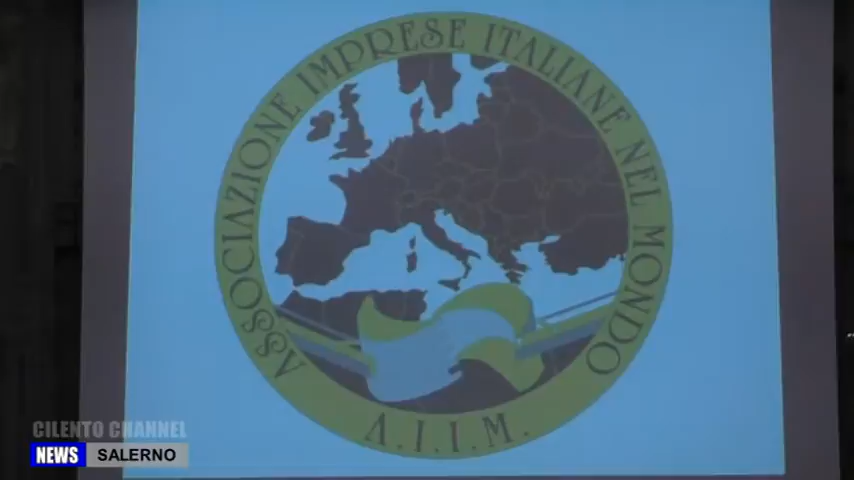 ASSOCIAZIONE IMPRESE ITALIANE NEL MONDO
A.I.I.M.
CILENTO CHANNEL
NEWS SALERNO